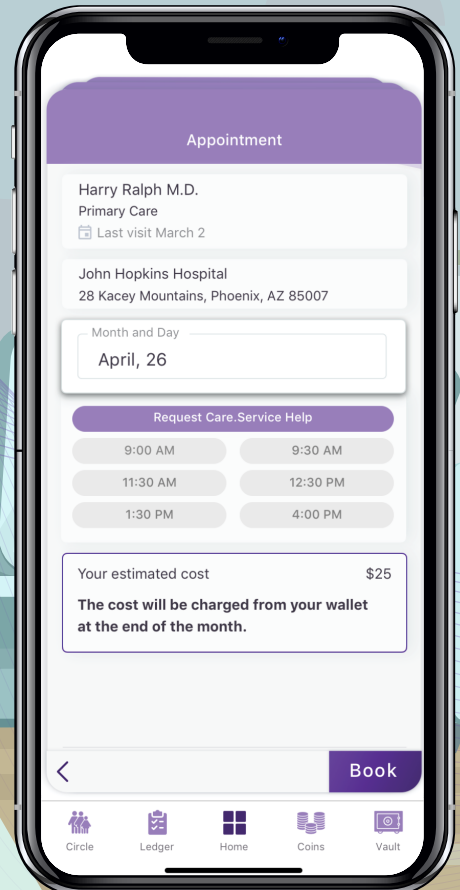 Appointment
Harry Ralph M.D.
Primary Care
Last visit March 2
John Hopkins Hospital
28 Kacey Mountains, Phoenix, AZ 85007
Month and Day
April, 26
Request Care.Service Help
9:00 AM 9:30 AM
11:30 AM 12:30 PM
1:30 PM 4:00 PM
Your estimated cost $25
The cost will be charged from your wallet
at the end of the month.
Book
Circle Ledger Home Coins Vault